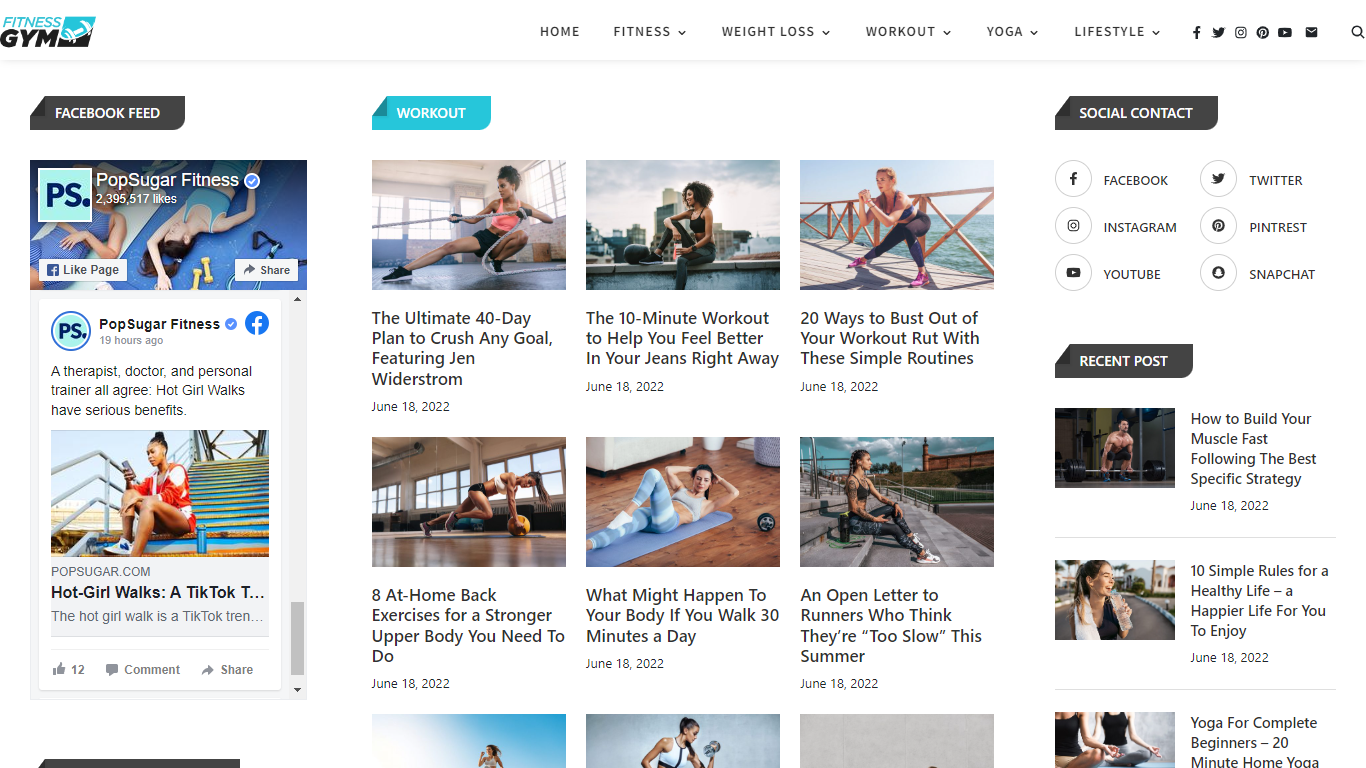 FITNESS
GYM
HOME
FITNESS
WEIGHT LOSS
WORKOUT
YOGA
LIFESTYLE
FACEBOOK FEED
PS.
PopSugar Fitness
2,395,517 likes
Like Page
Share
PS.
PopSugar Fitness
19 hours ago
A therapist, doctor, and personal
trainer all agree: Hot Girl Walks
have serious benefits.
POPSUGAR.COM
Hot-Girl Walks: A TikTok T…
The hot girl walk is a TikTok tren…
12
Comment
Share
WORKOUT
The Ultimate 40-Day
Plan to Crush Any Goal,
Featuring Jen
Widerstrom
June 18, 2022
The 10-Minute Workout
to Help You Feel Better
In Your Jeans Right Away
June 18, 2022
20 Ways to Bust Out of
Your Workout Rut With
These Simple Routines
June 18, 2022
8 At-Home Back
Exercises for a Stronger
Upper Body You Need To
Do
June 18, 2022
What Might Happen To
Your Body If You Walk 30
Minutes a Day
June 18, 2022
An Open Letter to
Runners Who Think
They’re “Too Slow” This
Summer
June 18, 2022
SOCIAL CONTACT
FACEBOOK
TWITTER
INSTAGRAM
PINTREST
YOUTUBE
SNAPCHAT
RECENT POST
How to Build Your
Muscle Fast
Following The Best
Specific Strategy
June 18, 2022
10 Simple Rules for a
Healthy Life – a
Happier Life For You
To Enjoy
June 18, 2022
Yoga For Complete
Beginners – 20
Minute Home Yoga